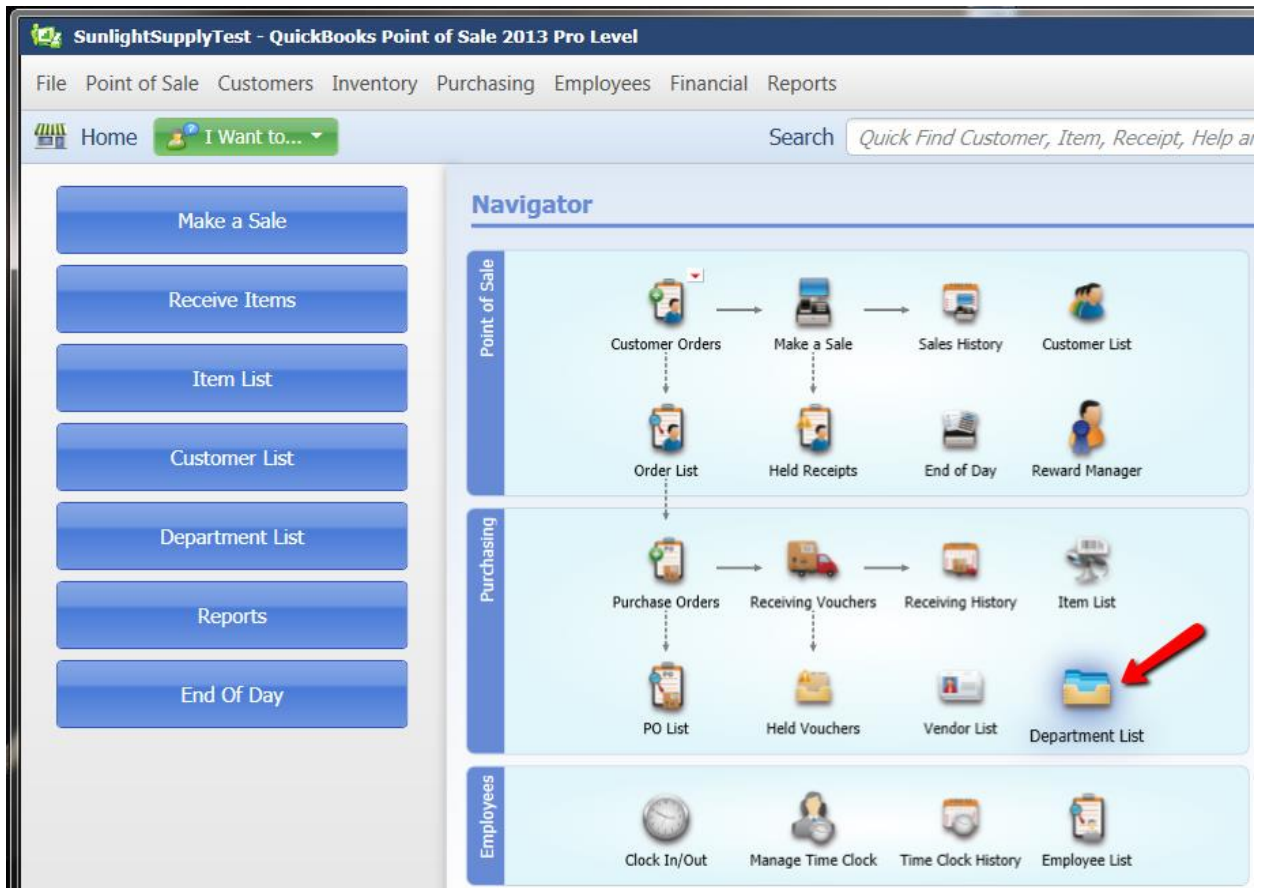 SunlightSupplyTest - QuickBooks Point of Sale 2013 Pro Level
File Point of Sale Customers Inventory Purchasing Employees Financial Reports
Home I Want to... Search Quick Find Customer, Item, Receipt, Help an
Make a Sale
Receive Items
Item List
Customer List
Department List
Reports
End Of Day
Navigator
Point of Sale
Customer Orders Make a Sale Sales History Customer List
Order List Held Receipts End of Day Reward Manager
Purchasing
Purchase Orders Receiving Vouchers Receiving History Item List
PO List Held Vouchers Vendor List Department List
Employees
Clock In/Out Manage Time Clock Time Clock History Employee List